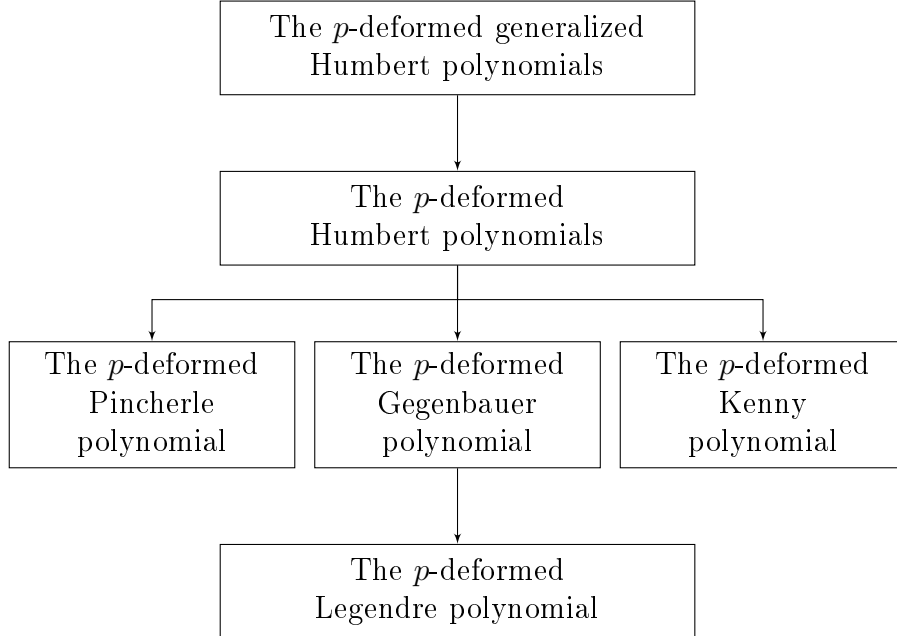 The p-deformed generalized
Humbert polynomials
The p-deformed
Humbert polynomials
The p-deformed
Pincherle
polynomial
The p-deformed
Gegenbauer
polynomial
The p-deformed
Kenny
polynomial
The p-deformed
Legendre polynomial